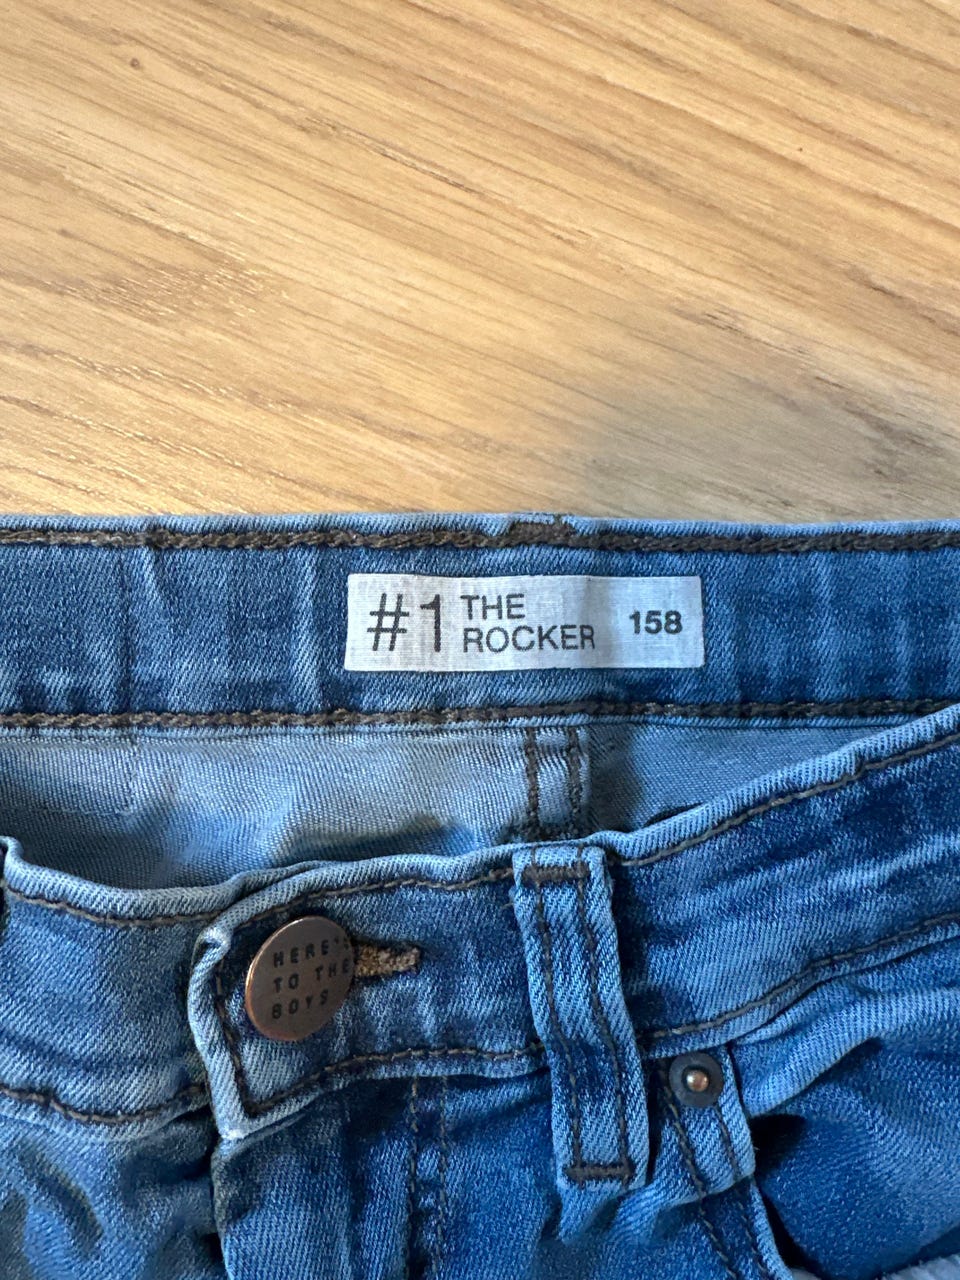 #1 THE
ROCKER 158
HERE'S
TO THE
BOYS